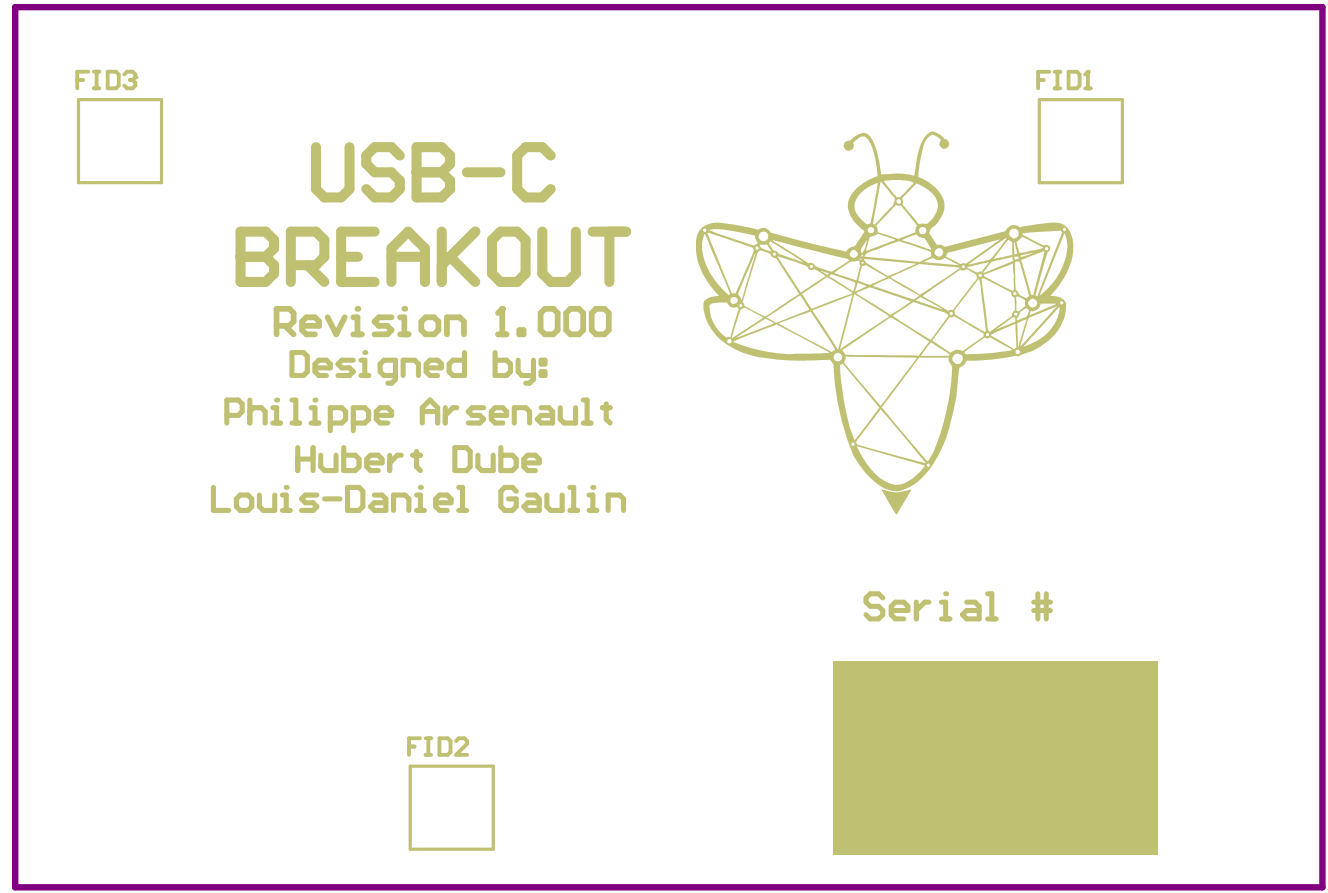 FID3
FID1
USB-C
BREAKOUT
Revision 1.000
Designed by:
Philippe Arsenault
Hubert Dube
Louis-Daniel Gaulin
Serial #
FID2